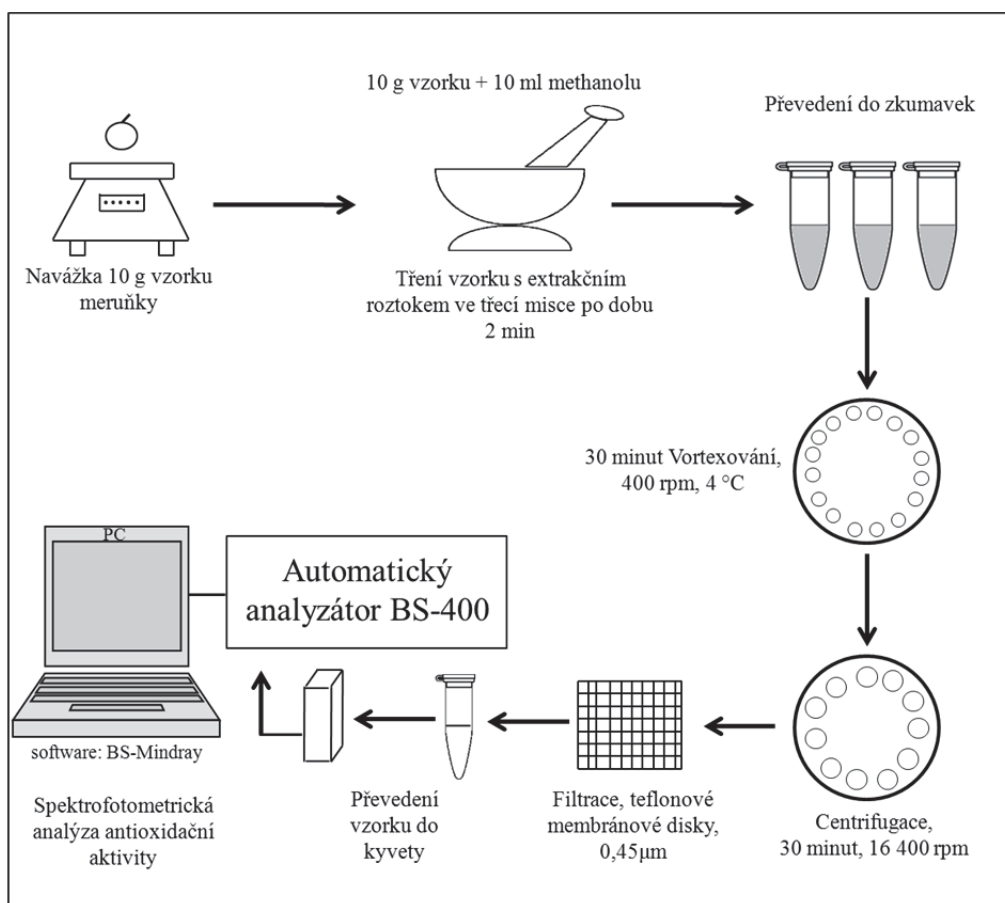 10 g vzorku + 10 ml methanolu
Převedení do zkumavek
Navážka 10 g vzorku
meruňky
Tření vzorku s extrakčním
roztokem ve třecí misce po dobu
2 min
30 minut Vortexování,
400 rpm, 4 °C
PC
Automatický
analyzátor BS-400
software: BS-Mindray
Spektrofotometrická
analýza antioxidační
aktivity
Převedení
vzorku do
kyvety
Filtrace, teflonové
membránové disky,
0,45μm
Centrifugace,
30 minut, 16 400 rpm